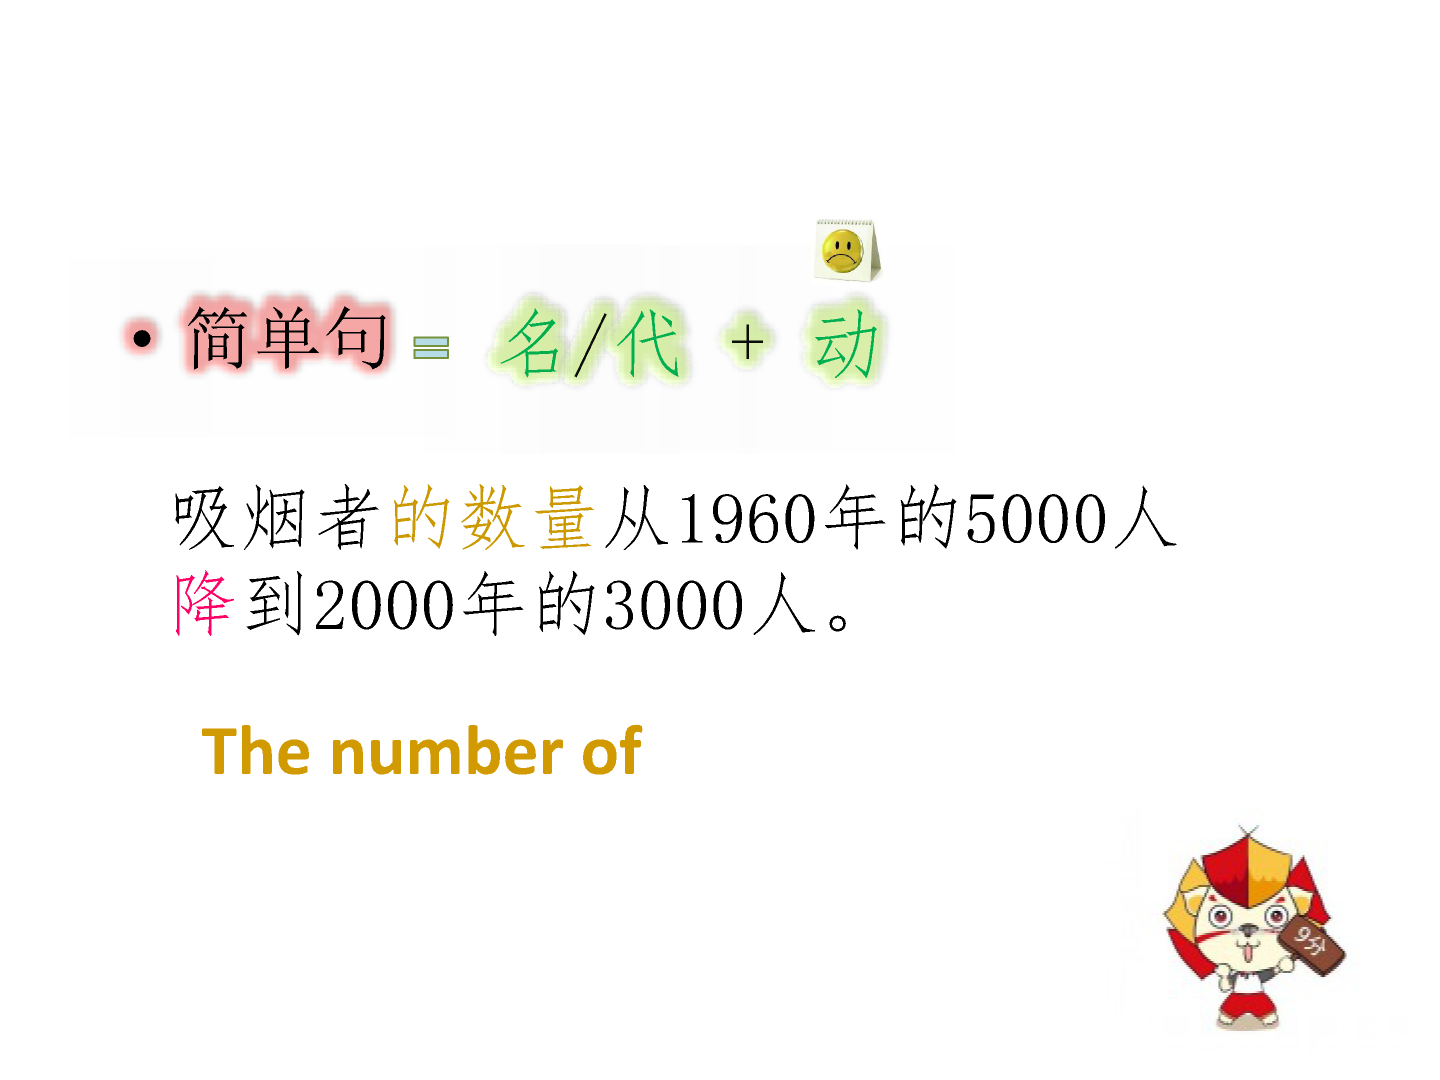 • 简单句 = 名/代 + 动
吸烟者的数量从1960年的5000人
降到2000年的3000人。
The number of
9分